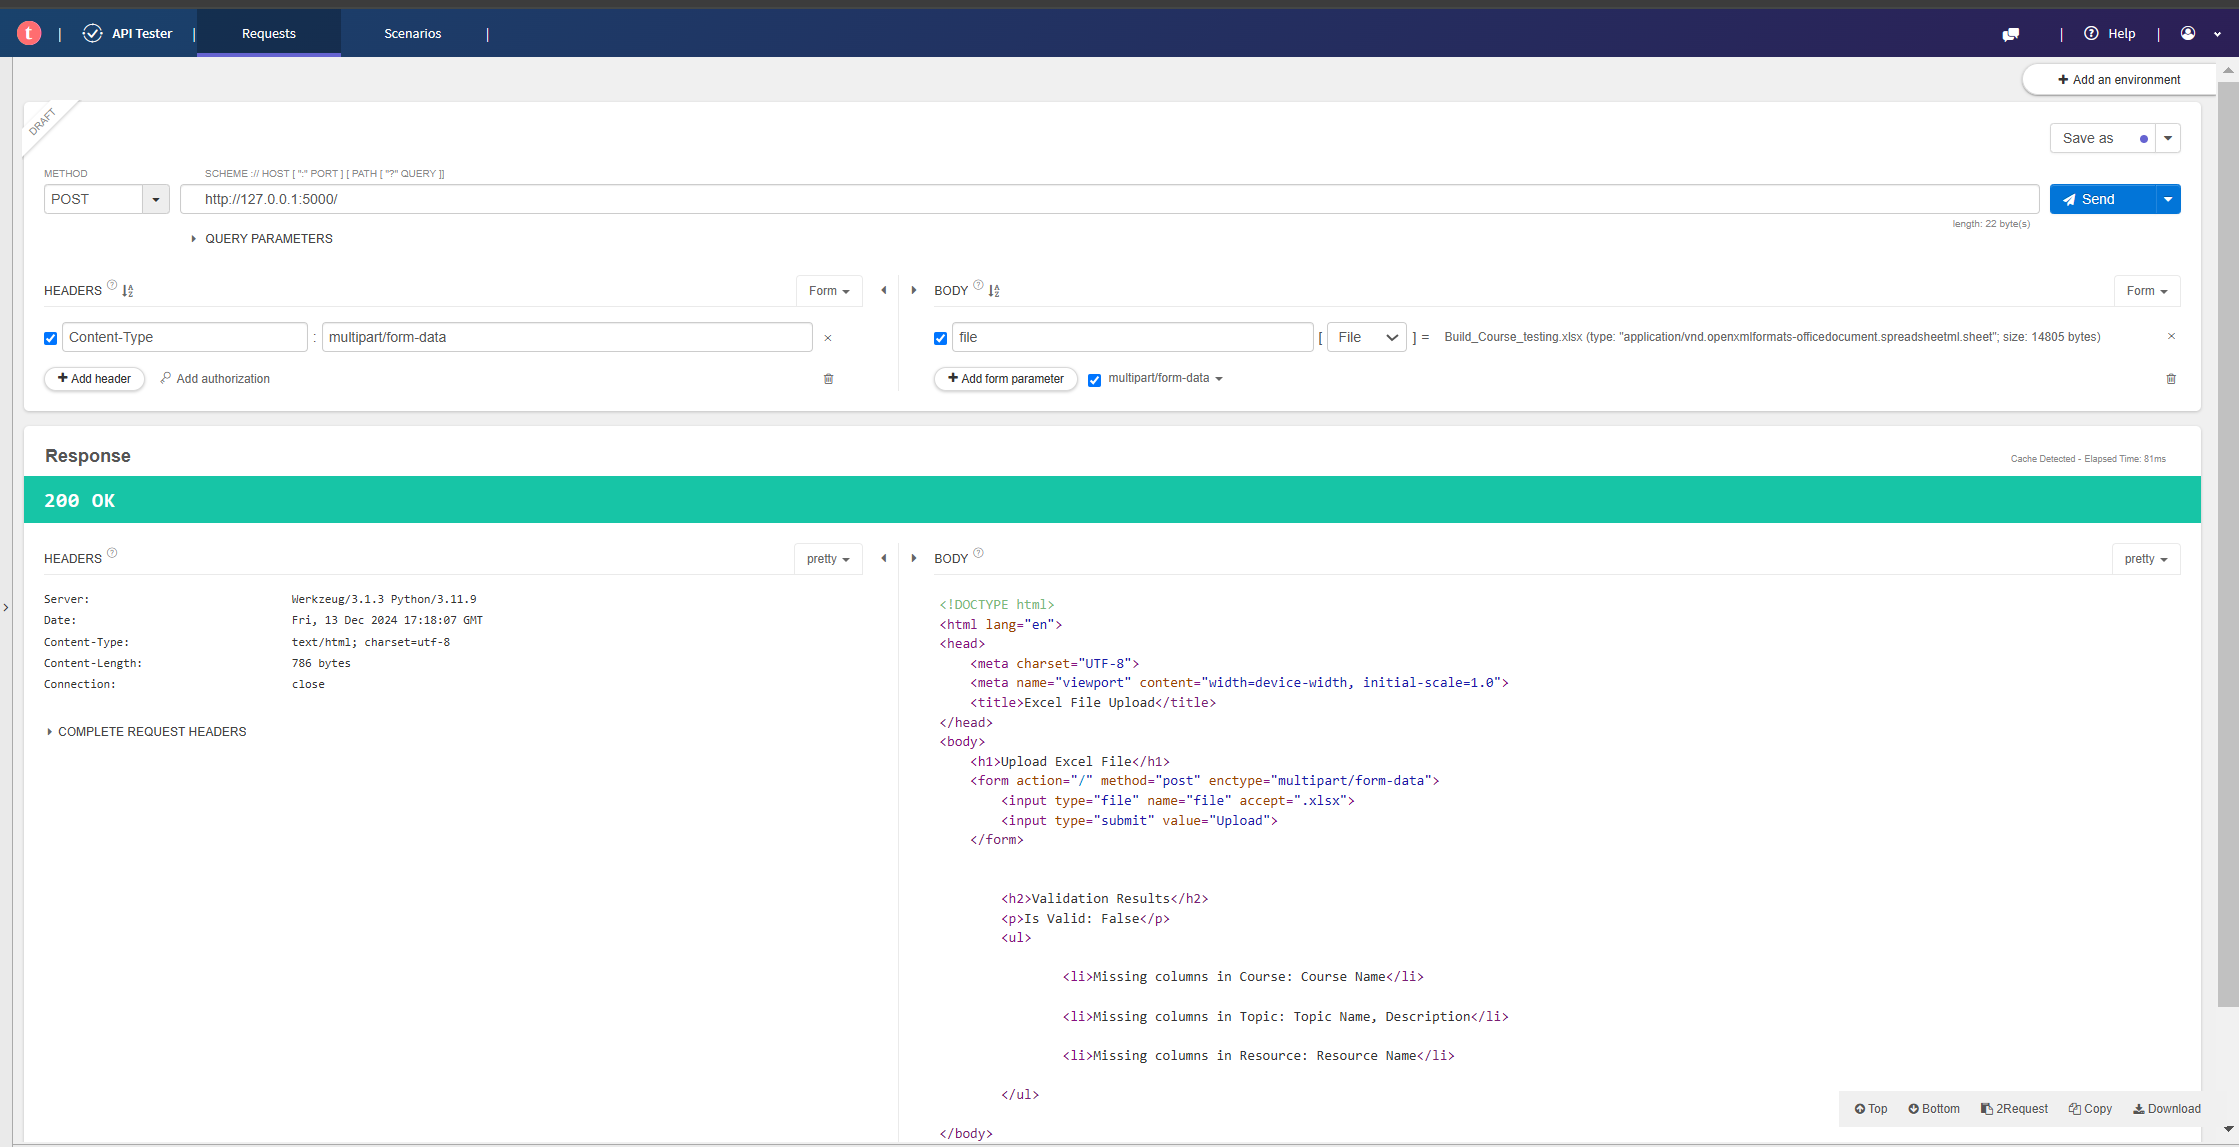 t | API Tester | Requests Scenarios | | Help |
+ Add an environment
DRAFT
Save as
METHOD SCHEME :// HOST [ ":" PORT ] [ PATH [ "?" QUERY ]]
POST http://127.0.0.1:5000/ Send
length: 22 byte(s)
QUERY PARAMETERS
HEADERS ? Form BODY ? Form
Content-Type : multipart/form-data × file [ File ] = Build_Course_testing.xlsx (type: "application/vnd.openxmlformats-officedocument.spreadsheetml.sheet"; size: 14805 bytes) ×
+ Add header Add authorization + Add form parameter multipart/form-data
Response Cache Detected - Elapsed Time: 81ms
200 OK
HEADERS ? pretty BODY ? pretty
Server: Werkzeug/3.1.3 Python/3.11.9
Date: Fri, 13 Dec 2024 17:18:07 GMT
Content-Type: text/html; charset=utf-8
Content-Length: 786 bytes
Connection: close
COMPLETE REQUEST HEADERS
<!DOCTYPE html>
<html lang="en">
<head>
<meta charset="UTF-8">
<meta name="viewport" content="width=device-width, initial-scale=1.0">
<title>Excel File Upload</title>
</head>
<body>
<h1>Upload Excel File</h1>
<form action="/" method="post" enctype="multipart/form-data">
<input type="file" name="file" accept=".xlsx">
<input type="submit" value="Upload">
</form>
<h2>Validation Results</h2>
<p>Is Valid: False</p>
<ul>
<li>Missing columns in Course: Course Name</li>
<li>Missing columns in Topic: Topic Name, Description</li>
<li>Missing columns in Resource: Resource Name</li>
</ul>
</body>
Top Bottom 2Request Copy Download